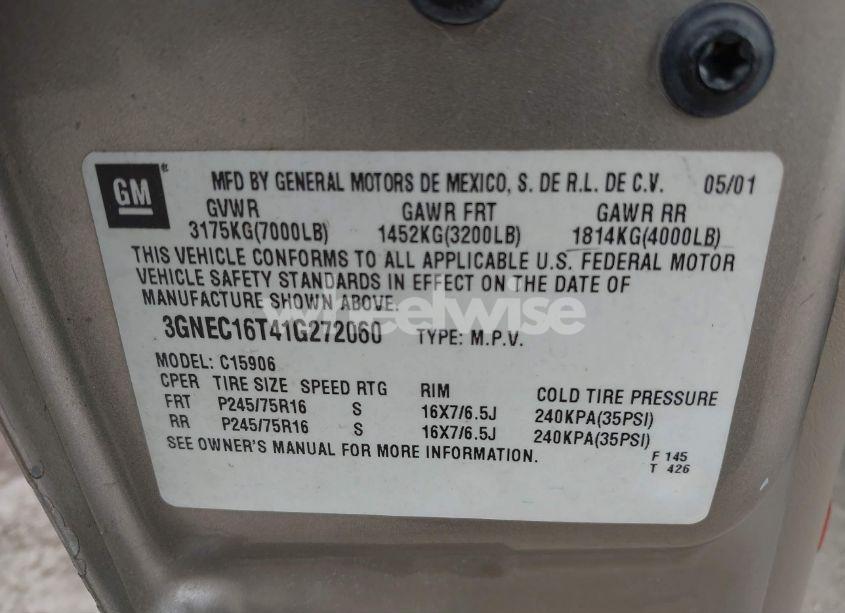 GM
MFD BY GENERAL MOTORS DE MEXICO, S. DE R.L. DE C.V. 05/01
GVWR GAWR FRT GAWR RR
3175KG(7000LB) 1452KG(3200LB) 1814KG(4000LB)
THIS VEHICLE CONFORMS TO ALL APPLICABLE U.S. FEDERAL MOTOR
VEHICLE SAFETY STANDARDS IN EFFECT ON THE DATE OF
MANUFACTURE SHOWN ABOVE.
3GNEC16T41G272060 TYPE: M.P.V.
wheelwise
MODEL: C15906
CPER TIRE SIZE SPEED RTG RIM COLD TIRE PRESSURE
FRT P245/75R16 S 16X7/6.5J 240KPA(35PSI)
RR P245/75R16 S 16X7/6.5J 240KPA(35PSI)
SEE OWNER'S MANUAL FOR MORE INFORMATION.
F 145
T 426